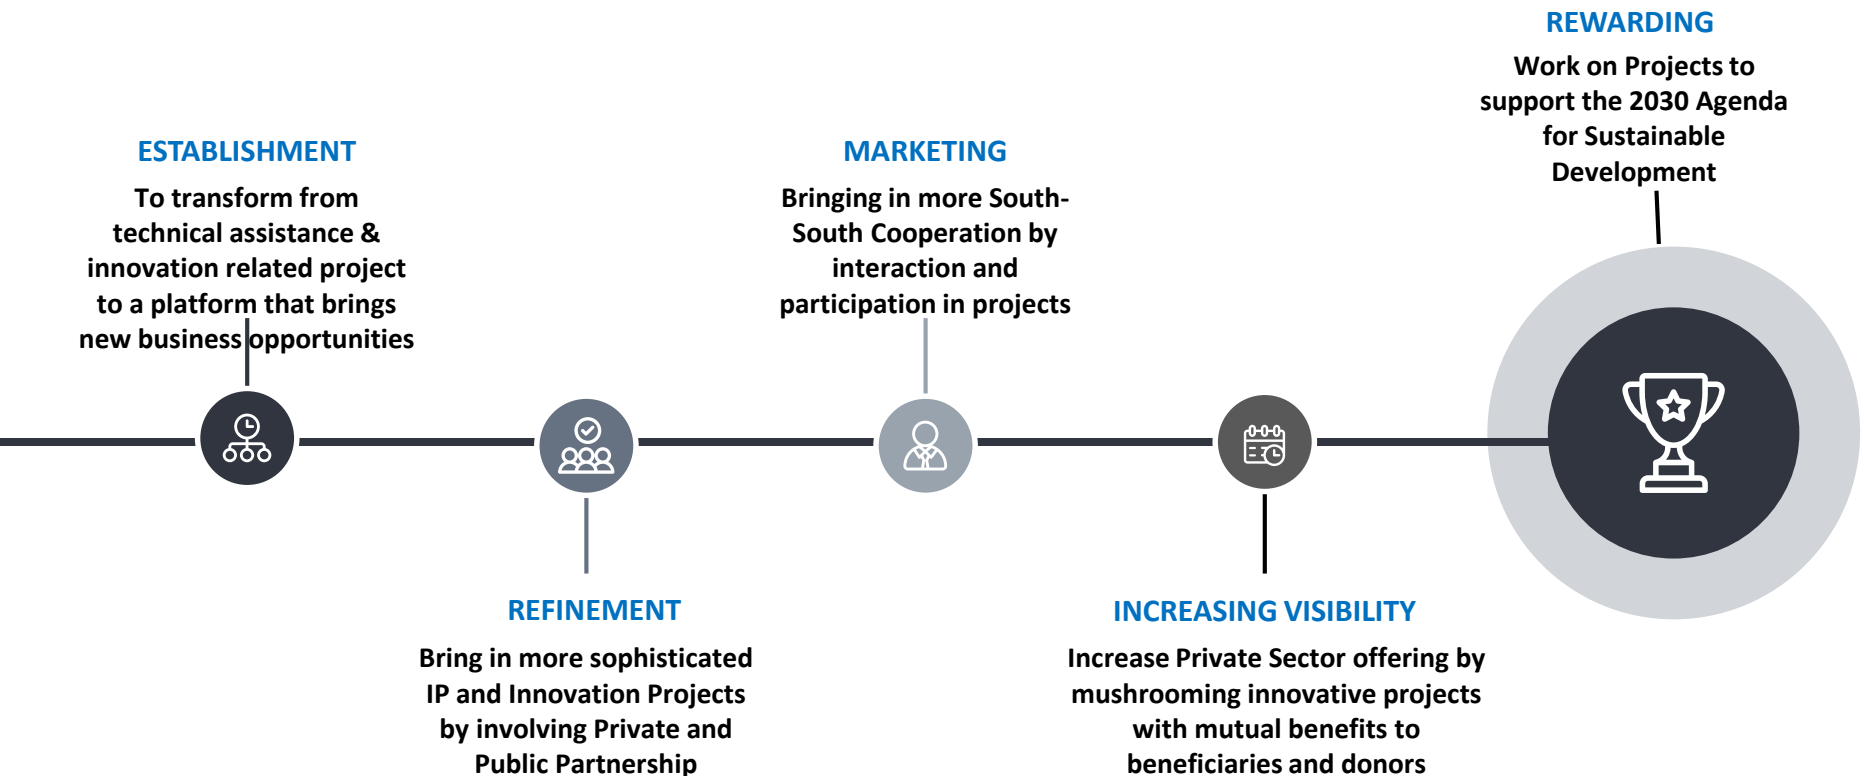 ESTABLISHMENT
To transform from
technical assistance &
innovation related project
to a platform that brings
new business opportunities
REFINEMENT
Bring in more sophisticated
IP and Innovation Projects
by involving Private and
Public Partnership
MARKETING
Bringing in more South-
South Cooperation by
interaction and
participation in projects
INCREASING VISIBILITY
Increase Private Sector offering by
mushrooming innovative projects
with mutual benefits to
beneficiaries and donors
REWARDING
Work on Projects to
support the 2030 Agenda
for Sustainable
Development